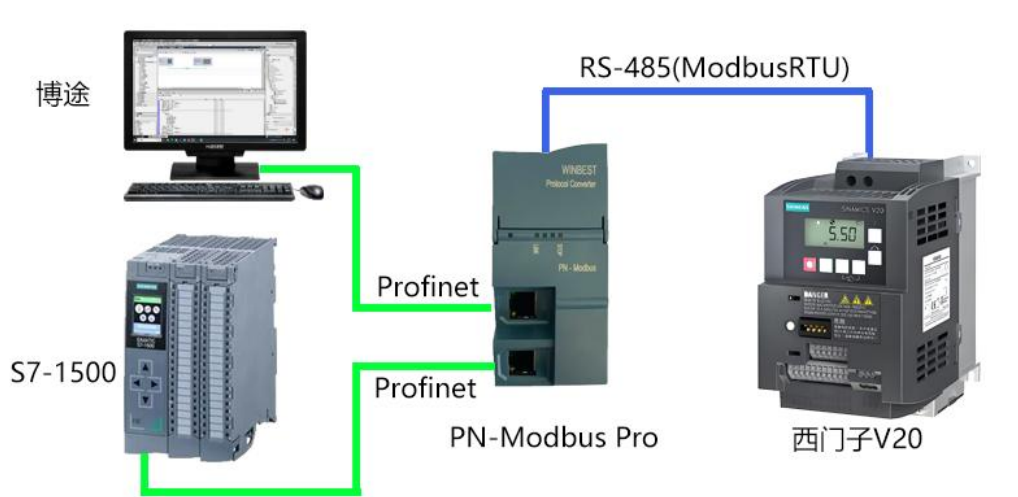 RS-485(ModbusRTU)
博途
WINBEST
Protocol Converter
SIEMENS
SINAMICS V20
5.50
PN - Modbus
Profinet
DANGER
S7-1500
Profinet
PN-Modbus Pro
西门子V20